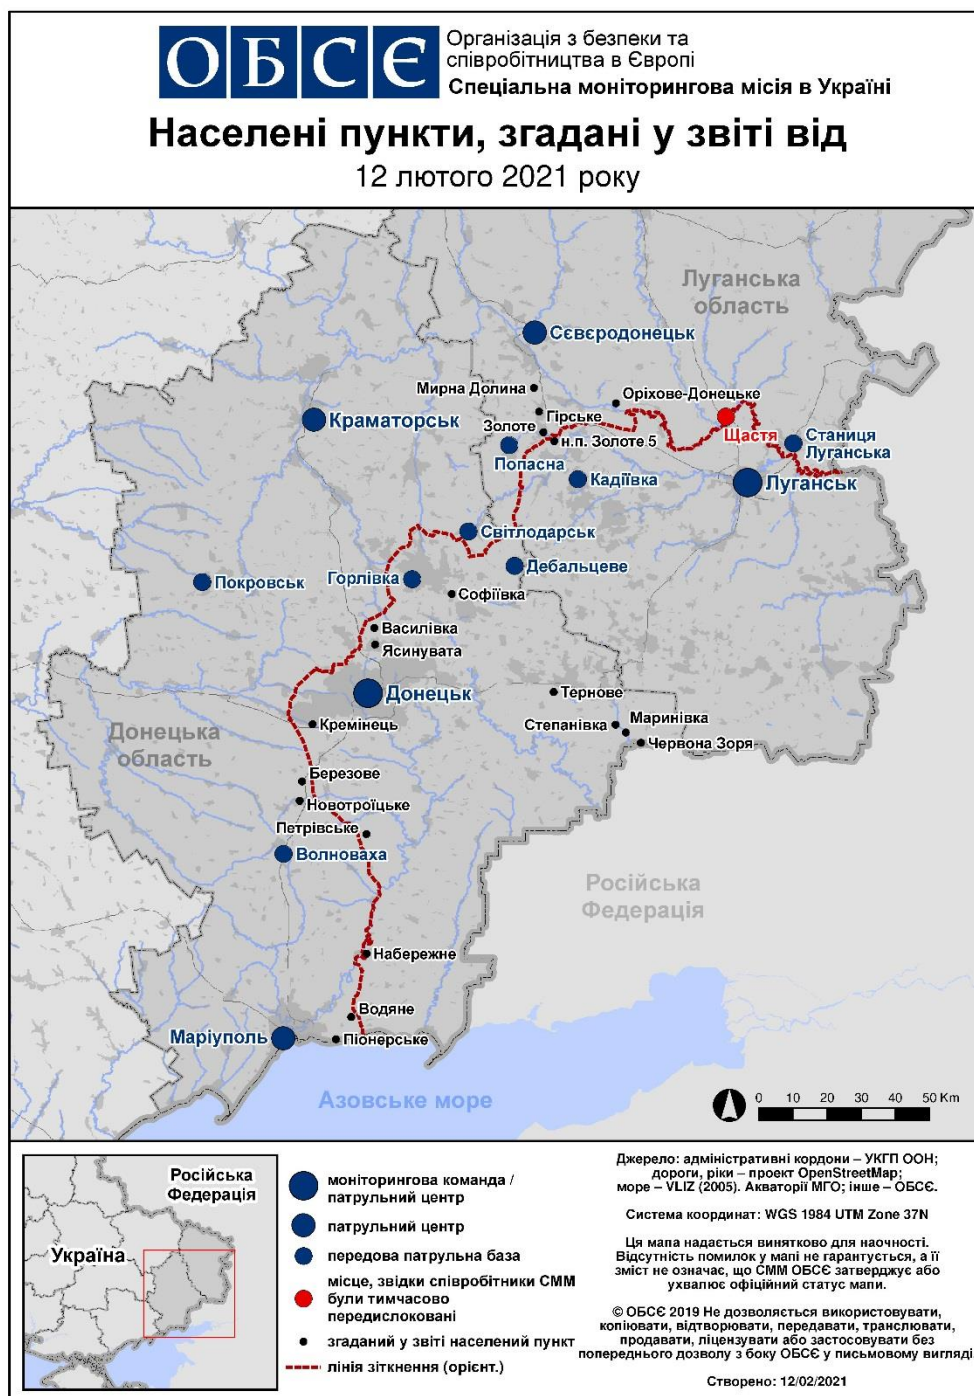 ОБСЄ
Організація з безпеки та
співробітництва в Європі
Спеціальна моніторингова місія в Україні
Населені пункти, згадані у звіті від
12 лютого 2021 року
Луганська
область
Сєвєродонецьк
Мирна Долина
Оріхове-Донецьке
Краматорськ
Гірське
Золоте
н.п. Золоте 5
Щастя
Станиця
Луганська
Попасна
Кадіївка
Луганськ
Світлодарськ
Дебальцеве
Покровськ
Горлівка
Софіївка
Василівка
Ясинувата
Донецьк
Тернове
Донецька
область
Кремінець
Степанівка
Маринівка
Червона Зоря
Березове
Новотроїцьке
Петрівське
Волноваха
Російська
Федерація
Набережне
Водяне
Маріуполь
Піонерське
Азовське море
0 10 20 30 40 50 Km
Російська
Федерація
Україна
моніторингова команда /
патрульний центр
патрульний центр
передова патрульна база
місце, звідки співробітники СММ
були тимчасово
передислоковані
згаданий у звіті населений пункт
лінія зіткнення (орієнт.)
Джерело: адміністративні кордони – УКГП ООН;
дороги, ріки – проект OpenStreetMap;
море – VLIZ (2005). Акваторії МГО; інше – ОБСЄ.
Система координат: WGS 1984 UTM Zone 37N
Ця мапа надається винятково для наочності.
Відсутність помилок у мапі не гарантується, а її
зміст не означає, що СММ ОБСЄ затверджує або
ухвалює офіційний статус мапи.
© ОБСЄ 2019 Не дозволяється використовувати,
копіювати, відтворювати, передавати, транслювати,
продавати, ліцензувати або застосовувати без
попереднього дозволу з боку ОБСЄ у письмовому вигляді
Створено: 12/02/2021